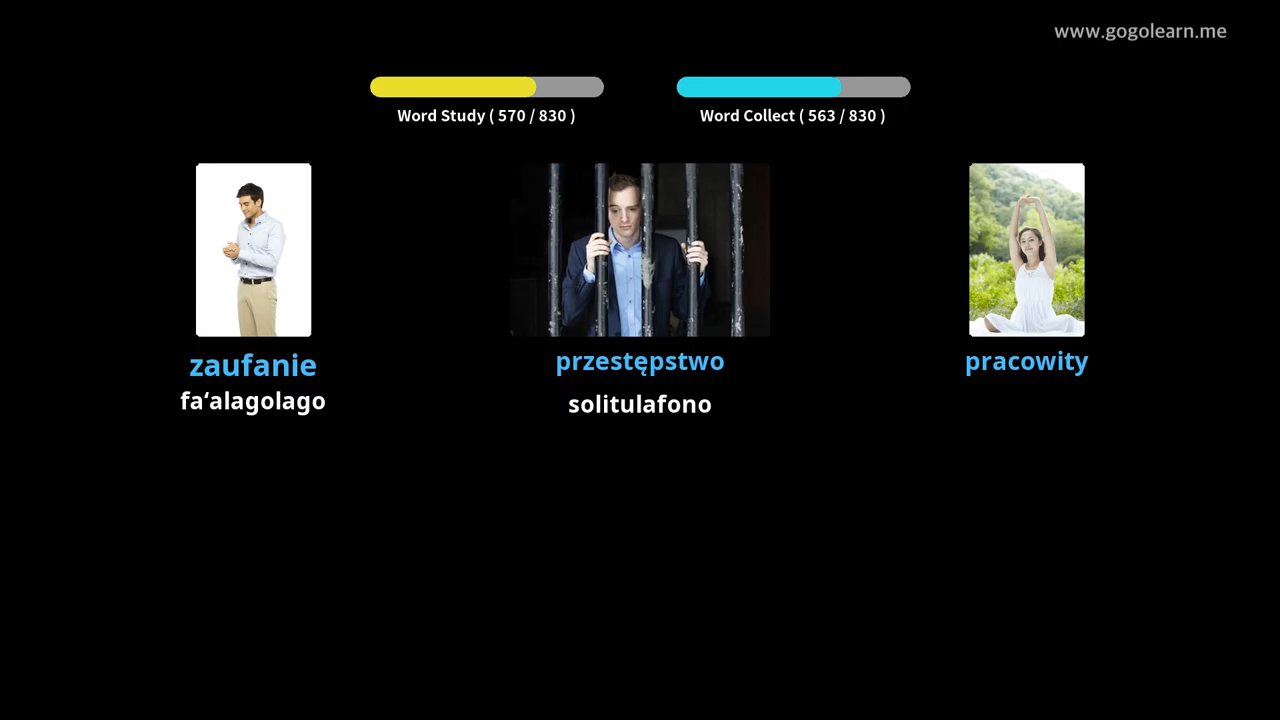 www.gogolearn.me
Word Study ( 570 / 830 )
Word Collect ( 563 / 830 )
zaufanie
przestępstwo
pracowity
fa‘alagolago
solitulafono